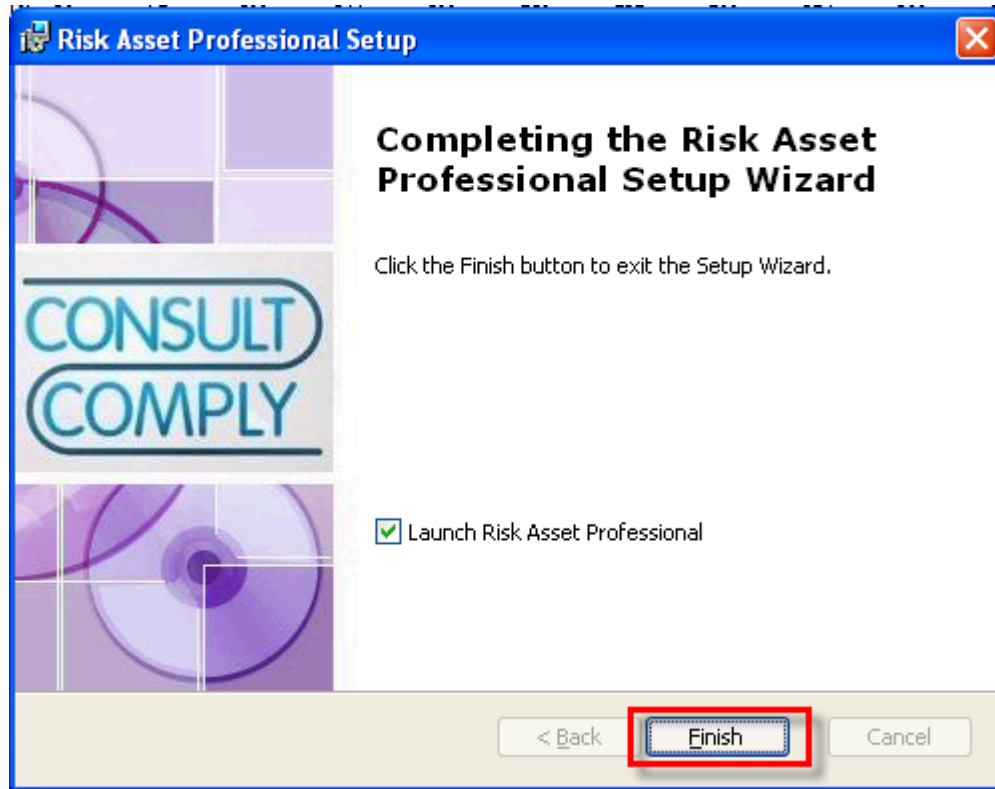 Risk Asset Professional Setup
Completing the Risk Asset
Professional Setup Wizard
Click the Finish button to exit the Setup Wizard.
CONSULT
COMPLY
Launch Risk Asset Professional
< Back
Finish
Cancel